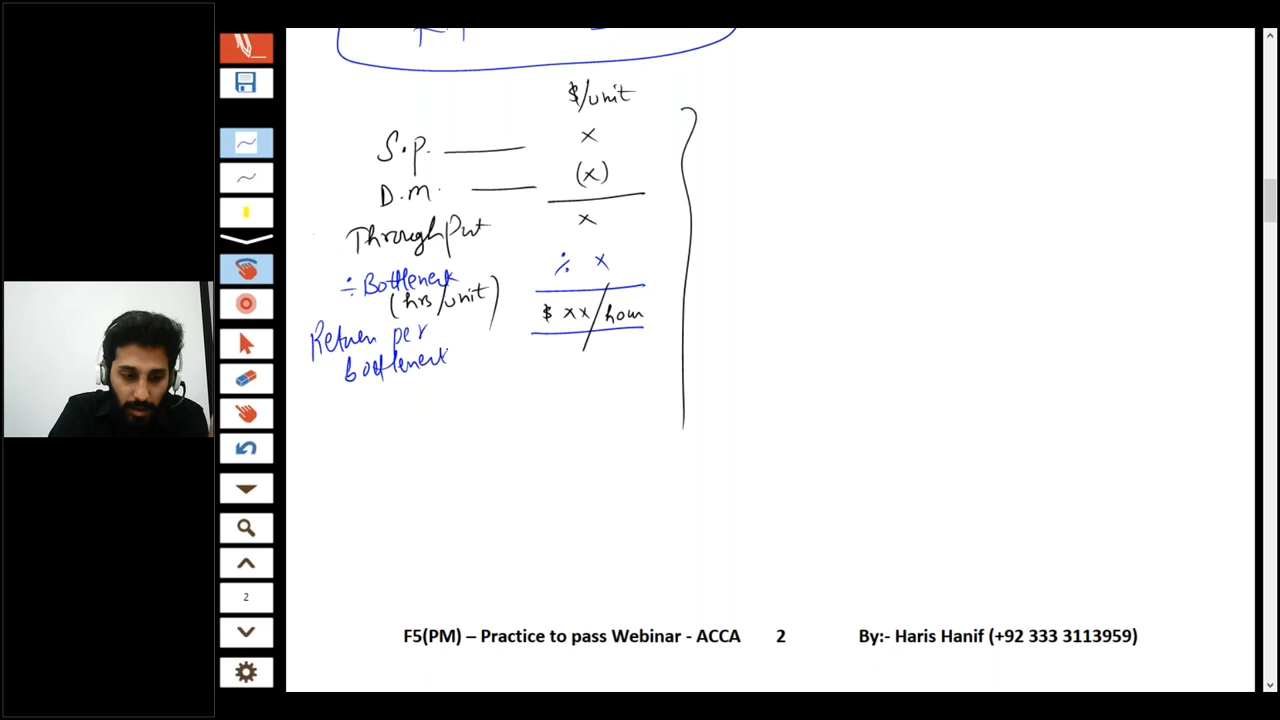 $/unit
S.p. x
D.M. (x)
Throughput x
÷ Bottleneck ÷ x
(hrs/unit)
$ xx/hour
Return per
bottleneck
2
F5(PM) – Practice to pass Webinar - ACCA 2 By:- Haris Hanif (+92 333 3113959)